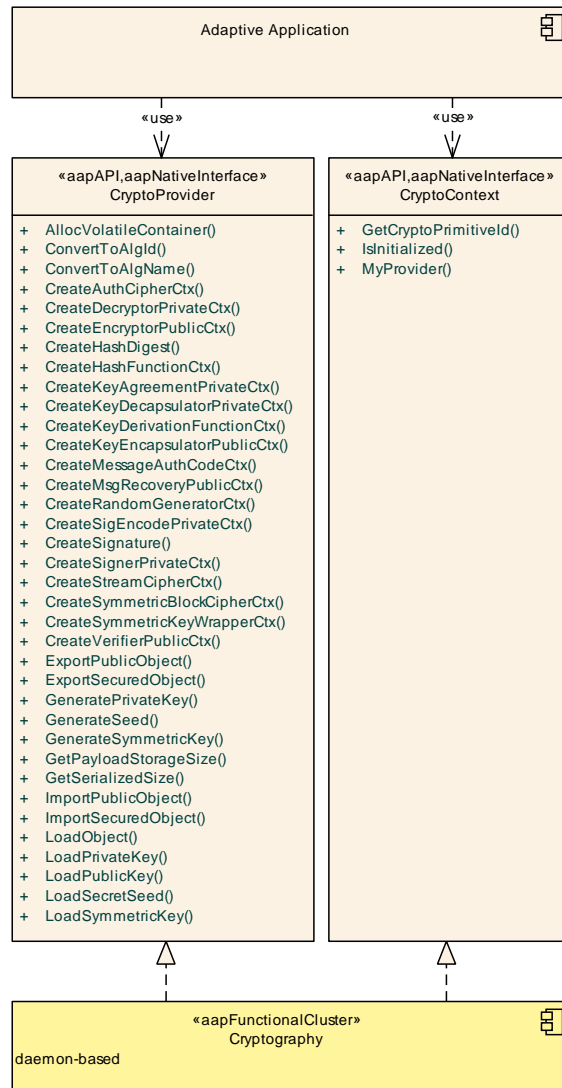 Adaptive Application
«use»
«use»
«aapAPI,aapNativeInterface»
CryptoProvider
+ AllocVolatileContainer()
+ ConvertToAlgId()
+ ConvertToAlgName()
+ CreateAuthCipherCtx()
+ CreateDecryptorPrivateCtx()
+ CreateEncryptorPublicCtx()
+ CreateHashDigest()
+ CreateHashFunctionCtx()
+ CreateKeyAgreementPrivateCtx()
+ CreateKeyDecapsulatorPrivateCtx()
+ CreateKeyDerivationFunctionCtx()
+ CreateKeyEncapsulatorPublicCtx()
+ CreateMessageAuthCodeCtx()
+ CreateMsgRecoveryPublicCtx()
+ CreateRandomGeneratorCtx()
+ CreateSigEncodePrivateCtx()
+ CreateSignature()
+ CreateSignerPrivateCtx()
+ CreateStreamCipherCtx()
+ CreateSymmetricBlockCipherCtx()
+ CreateSymmetricKeyWrapperCtx()
+ CreateVerifierPublicCtx()
+ ExportPublicObject()
+ ExportSecuredObject()
+ GeneratePrivateKey()
+ GenerateSeed()
+ GenerateSymmetricKey()
+ GetPayloadStorageSize()
+ GetSerializedSize()
+ ImportPublicObject()
+ ImportSecuredObject()
+ LoadObject()
+ LoadPrivateKey()
+ LoadPublicKey()
+ LoadSecretSeed()
+ LoadSymmetricKey()
«aapAPI,aapNativeInterface»
CryptoContext
+ GetCryptoPrimitiveId()
+ IsInitialized()
+ MyProvider()
«aapFunctionalCluster»
Cryptography
daemon-based